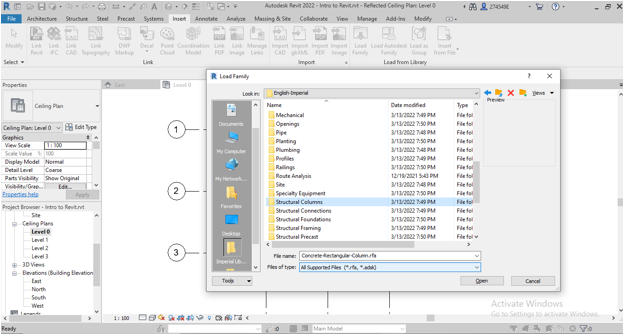 Autodesk Revit 2022 - Intro to Revit.rvt - Reflected Ceiling Plan: Level 0
274549E
File Architecture Structure Steel Precast Systems Insert Annotate Analyze Massing & Site Collaborate View Manage Add-Ins Modify
Modify
Link Revit
Link IFC
Link CAD
Link Topography
DWF Markup
Decal
Point Cloud
Coordination Model
Link PDF
Link Image
Manage Links
Import CAD
Import gbXML
Import PDF
Import Image
Load Family
Load Autodesk Family
Load as Group
Insert from File
Select Link Import Load from Library
Properties
East
Level 0
Ceiling Plan
Ceiling Plan: Level 0 Edit Type
Graphics
View Scale 1 : 100
Scale Value 1: 100
Display Model Normal
Detail Level Coarse
Parts Visibility Show Original
Visibility/Grap... Edit...
Properties help Apply
Project Browser - Intro to Revit.rvt
Site
Ceiling Plans
Level 0
Level 1
Level 2
Level 3
3D Views
Elevations (Building Elevation
East
North
South
West
Legends
1
2
3
Load Family
Look in: English-Imperial
Views
Preview
Name Date modified Type
Mechanical 3/13/2022 7:49 PM File fol
Openings 3/13/2022 7:50 PM File fol
Pipe 3/13/2022 7:48 PM File fol
Planting 3/13/2022 7:50 PM File fol
Plumbing 3/13/2022 7:48 PM File fol
Profiles 3/13/2022 7:49 PM File fol
Railings 3/13/2022 7:50 PM File fol
Route Analysis 12/19/2021 5:43 PM File fol
Site 3/13/2022 7:48 PM File fol
Specialty Equipment 3/13/2022 7:50 PM File fol
Structural Columns 3/13/2022 7:49 PM File fol
Structural Connections 3/13/2022 7:49 PM File fol
Structural Foundations 3/13/2022 7:50 PM File fol
Structural Framing 3/13/2022 7:49 PM File fol
Structural Precast 3/13/2022 7:50 PM File fol
Documents
My Computer
My Network...
Favorites
Desktop
Imperial Lib...
File name: Concrete-Rectangular-Column.rfa
Files of type: All Supported Files (*.rfa, *.adsk)
Tools Open Cancel
Activate Windows
Go to Settings to activate Windows.
1 : 100
Ready
:0
Main Model
:0